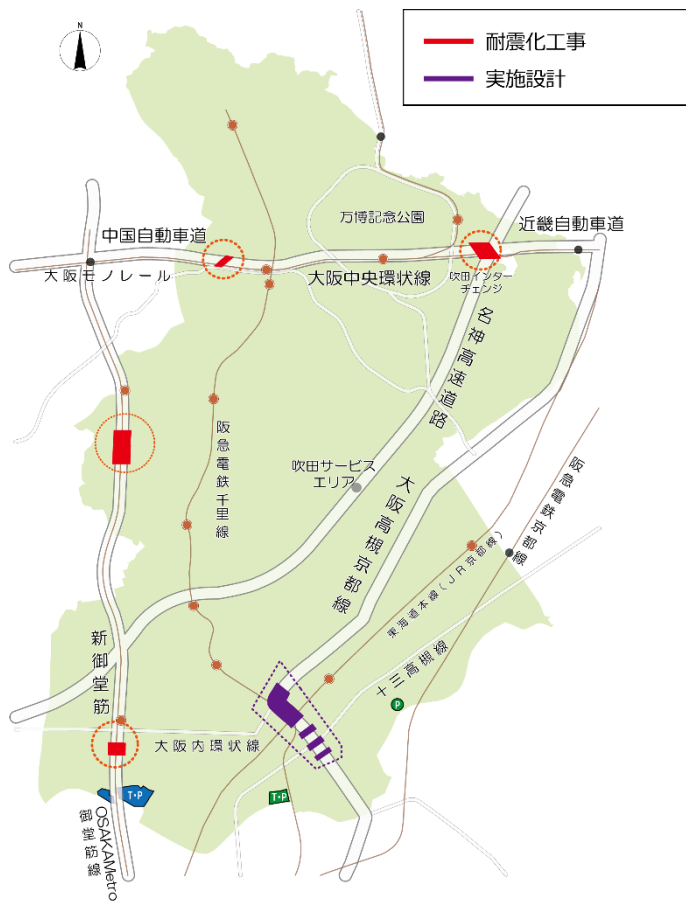 N
耐震化工事
実施設計
万博記念公園
近畿自動車道
中国自動車道
大阪モノレール
大阪中央環状線
吹田インター
チェンジ
名神高速道路
阪急電鉄千里線
吹田サービス
エリア
大阪高槻京都線
阪急電鉄京都線
東海道本線(JR京都線)
十三高槻線
新御堂筋
P
大阪内環状線
T・P
T・P
OSAKAMetro
御堂筋線